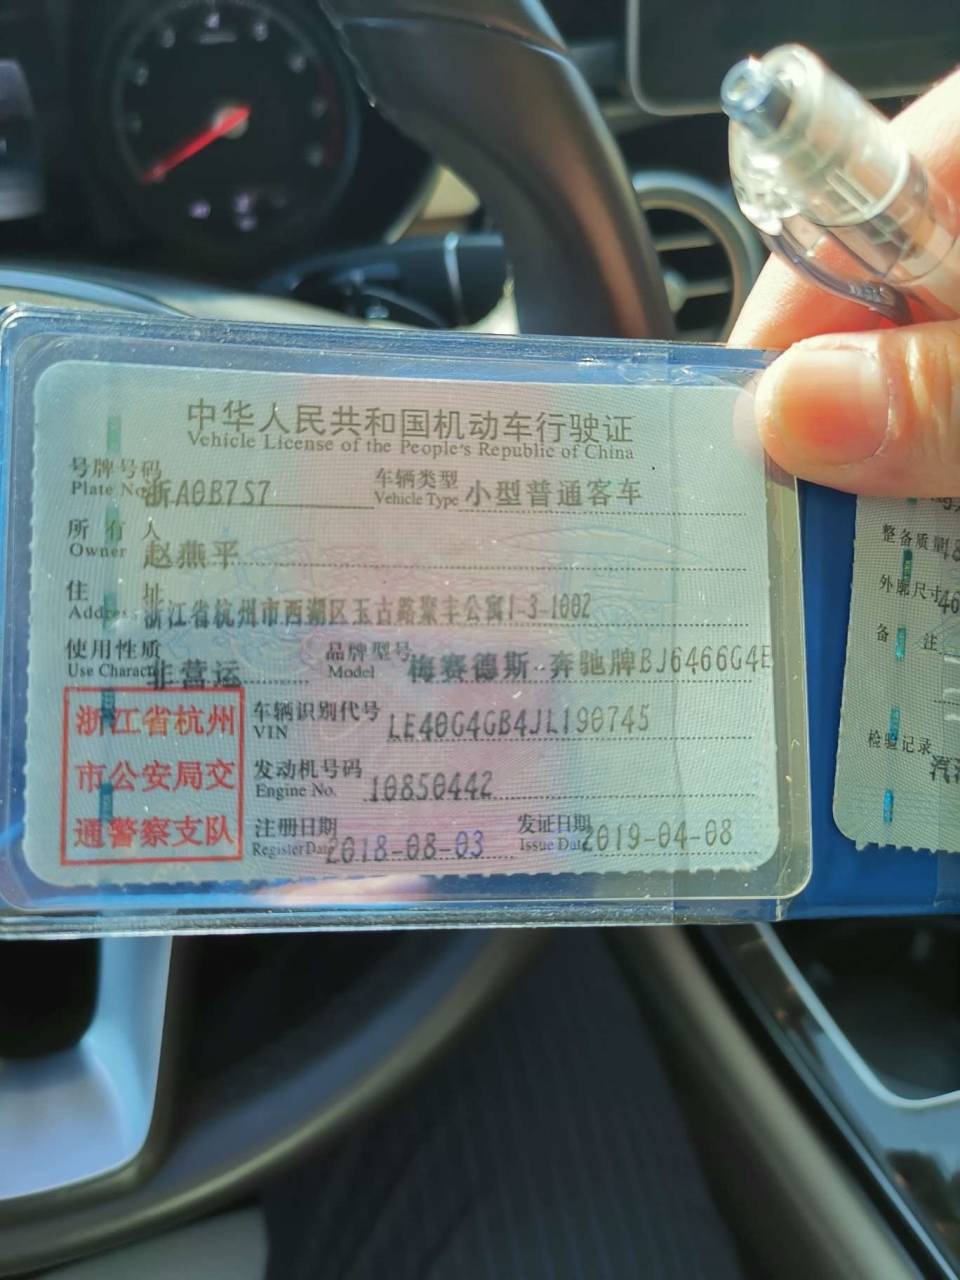 中华人民共和国机动车行驶证
Vehicle License of the People's Republic of China
号牌号码 浙A0B7S7 车辆类型 小型普通客车
Plate No. Vehicle Type
所有人 赵燕平
Owner
住址 浙江省杭州市西湖区玉古路聚丰公寓1-3-1002
Address
使用性质 非营运 品牌型号 梅赛德斯-奔驰牌BJ6466G4E
Use Character Model
浙江省杭州
市公安局交
通警察支队
车辆识别代号 LE40G4GB4JL190745
VIN
发动机号码 10850442
Engine No.
注册日期 2018-08-03 发证日期 2019-04-08
Register Date Issue Date
整备质量
外廓尺寸 46
备注
检验记录